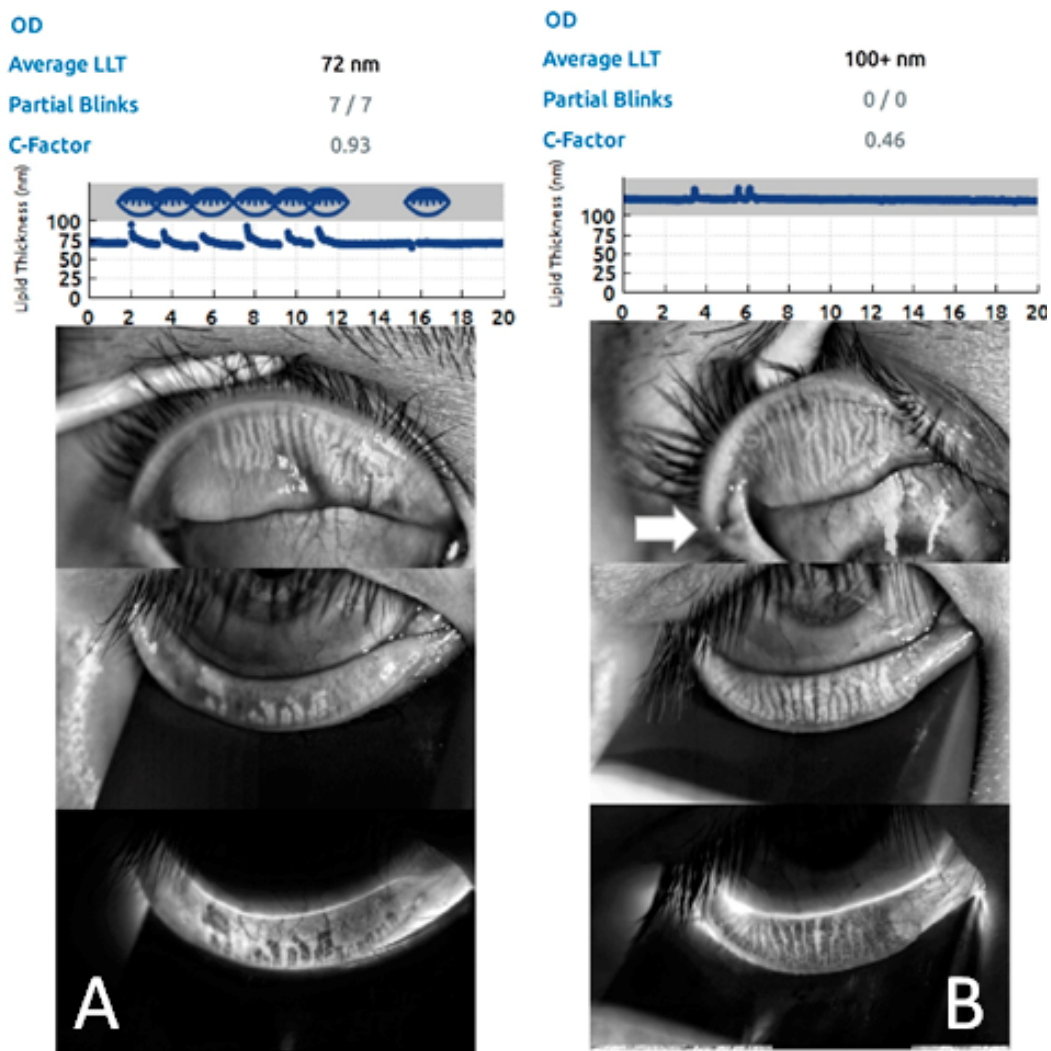 OD
Average LLT 72 nm
Partial Blinks 7 / 7
C-Factor 0.93
Lipid Thickness (nm)
100
75
50
25
0
0 2 4 6 8 10 12 14 16 18 20
A
OD
Average LLT 100+ nm
Partial Blinks 0 / 0
C-Factor 0.46
Lipid Thickness (nm)
100
75
50
25
0
0 2 4 6 8 10 12 14 16 18 20
B